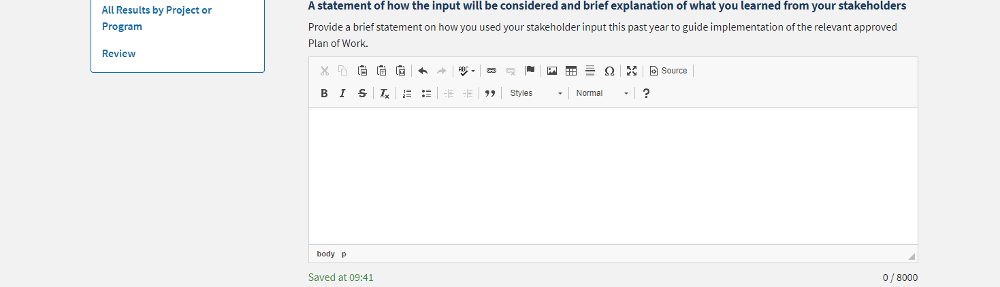 All Results by Project or
Program
Review
A statement of how the input will be considered and brief explanation of what you learned from your stakeholders
Provide a brief statement on how you used your stakeholder input this past year to guide implementation of the relevant approved
Plan of Work.
ABC Ω Source
B I S Tx Styles Normal ?
body p
Saved at 09:41 0 / 8000